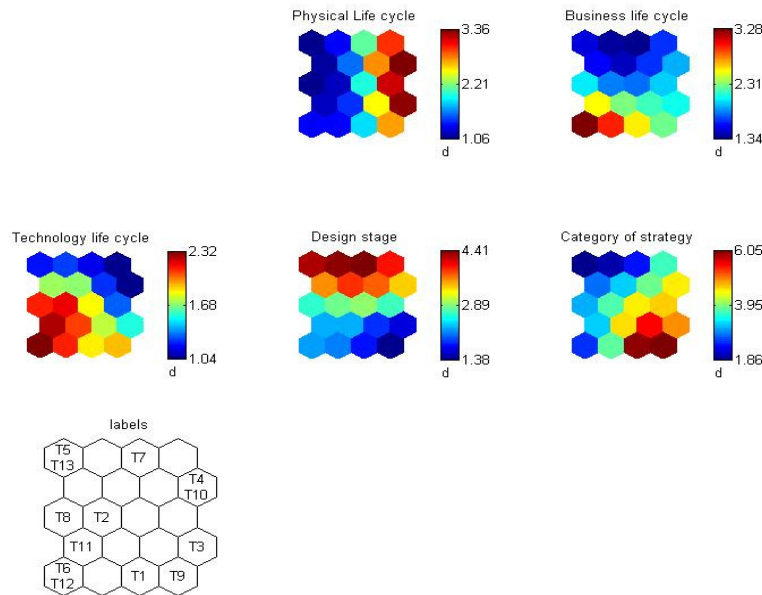 Physical Life cycle
3.36
2.21
1.06
d
Business life cycle
3.28
2.31
1.34
d
Technology life cycle
2.32
1.68
1.04
d
Design stage
4.41
2.89
1.38
d
Category of strategy
6.05
3.95
1.86
d
labels
T5
T13
T7
T4
T10
T8
T2
T11
T3
T6
T12
T1
T9